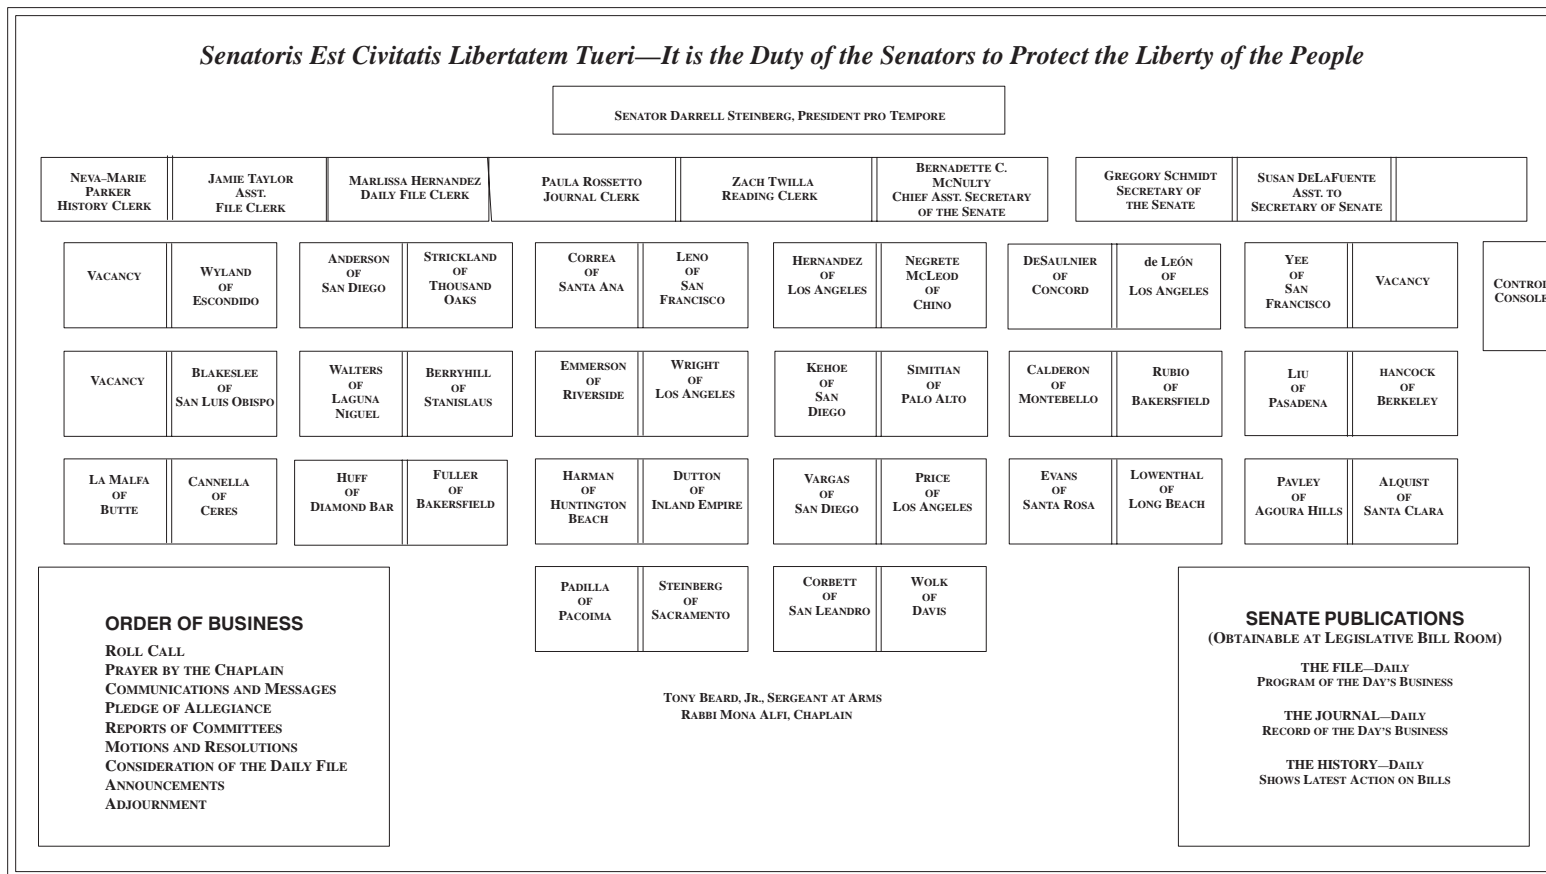 Senatoris Est Civitatis Libertatem Tueri—It is the Duty of the Senators to Protect the Liberty of the People
SENATOR DARRELL STEINBERG, PRESIDENT PRO TEMPORE
NEVA–MARIE
PARKER
HISTORY CLERK
JAMIE TAYLOR
ASST.
FILE CLERK
MARLISSA HERNANDEZ
DAILY FILE CLERK
PAULA ROSSETTO
JOURNAL CLERK
ZACH TWILLA
READING CLERK
BERNADETTE C.
MCNULTY
CHIEF ASST. SECRETARY
OF THE SENATE
GREGORY SCHMIDT
SECRETARY OF
THE SENATE
SUSAN DELAFUENTE
ASST. TO
SECRETARY OF SENATE
VACANCY
WYLAND
OF
ESCONDIDO
ANDERSON
OF
SAN DIEGO
STRICKLAND
OF
THOUSAND
OAKS
CORREA
OF
SANTA ANA
LENO
OF
SAN
FRANCISCO
HERNANDEZ
OF
LOS ANGELES
NEGRETE
MCLEOD
OF
CHINO
DESAULNIER
OF
CONCORD
de LEÓN
OF
LOS ANGELES
YEE
OF
SAN
FRANCISCO
VACANCY
CONTROL
CONSOLE
VACANCY
BLAKESLEE
OF
SAN LUIS OBISPO
WALTERS
OF
LAGUNA
NIGUEL
BERRYHILL
OF
STANISLAUS
EMMERSON
OF
RIVERSIDE
WRIGHT
OF
LOS ANGELES
KEHOE
OF
SAN
DIEGO
SIMITIAN
OF
PALO ALTO
CALDERON
OF
MONTEBELLO
RUBIO
OF
BAKERSFIELD
LIU
OF
PASADENA
HANCOCK
OF
BERKELEY
LA MALFA
OF
BUTTE
CANNELLA
OF
CERES
HUFF
OF
DIAMOND BAR
FULLER
OF
BAKERSFIELD
HARMAN
OF
HUNTINGTON
BEACH
DUTTON
OF
INLAND EMPIRE
VARGAS
OF
SAN DIEGO
PRICE
OF
LOS ANGELES
EVANS
OF
SANTA ROSA
LOWENTHAL
OF
LONG BEACH
PAVLEY
OF
AGOURA HILLS
ALQUIST
OF
SANTA CLARA
PADILLA
OF
PACOIMA
STEINBERG
OF
SACRAMENTO
CORBETT
OF
SAN LEANDRO
WOLK
OF
DAVIS
ORDER OF BUSINESS
ROLL CALL
PRAYER BY THE CHAPLAIN
COMMUNICATIONS AND MESSAGES
PLEDGE OF ALLEGIANCE
REPORTS OF COMMITTEES
MOTIONS AND RESOLUTIONS
CONSIDERATION OF THE DAILY FILE
ANNOUNCEMENTS
ADJOURNMENT
TONY BEARD, JR., SERGEANT AT ARMS
RABBI MONA ALFI, CHAPLAIN
SENATE PUBLICATIONS
(OBTAINABLE AT LEGISLATIVE BILL ROOM)
THE FILE—DAILY
PROGRAM OF THE DAY'S BUSINESS
THE JOURNAL—DAILY
RECORD OF THE DAY'S BUSINESS
THE HISTORY—DAILY
SHOWS LATEST ACTION ON BILLS